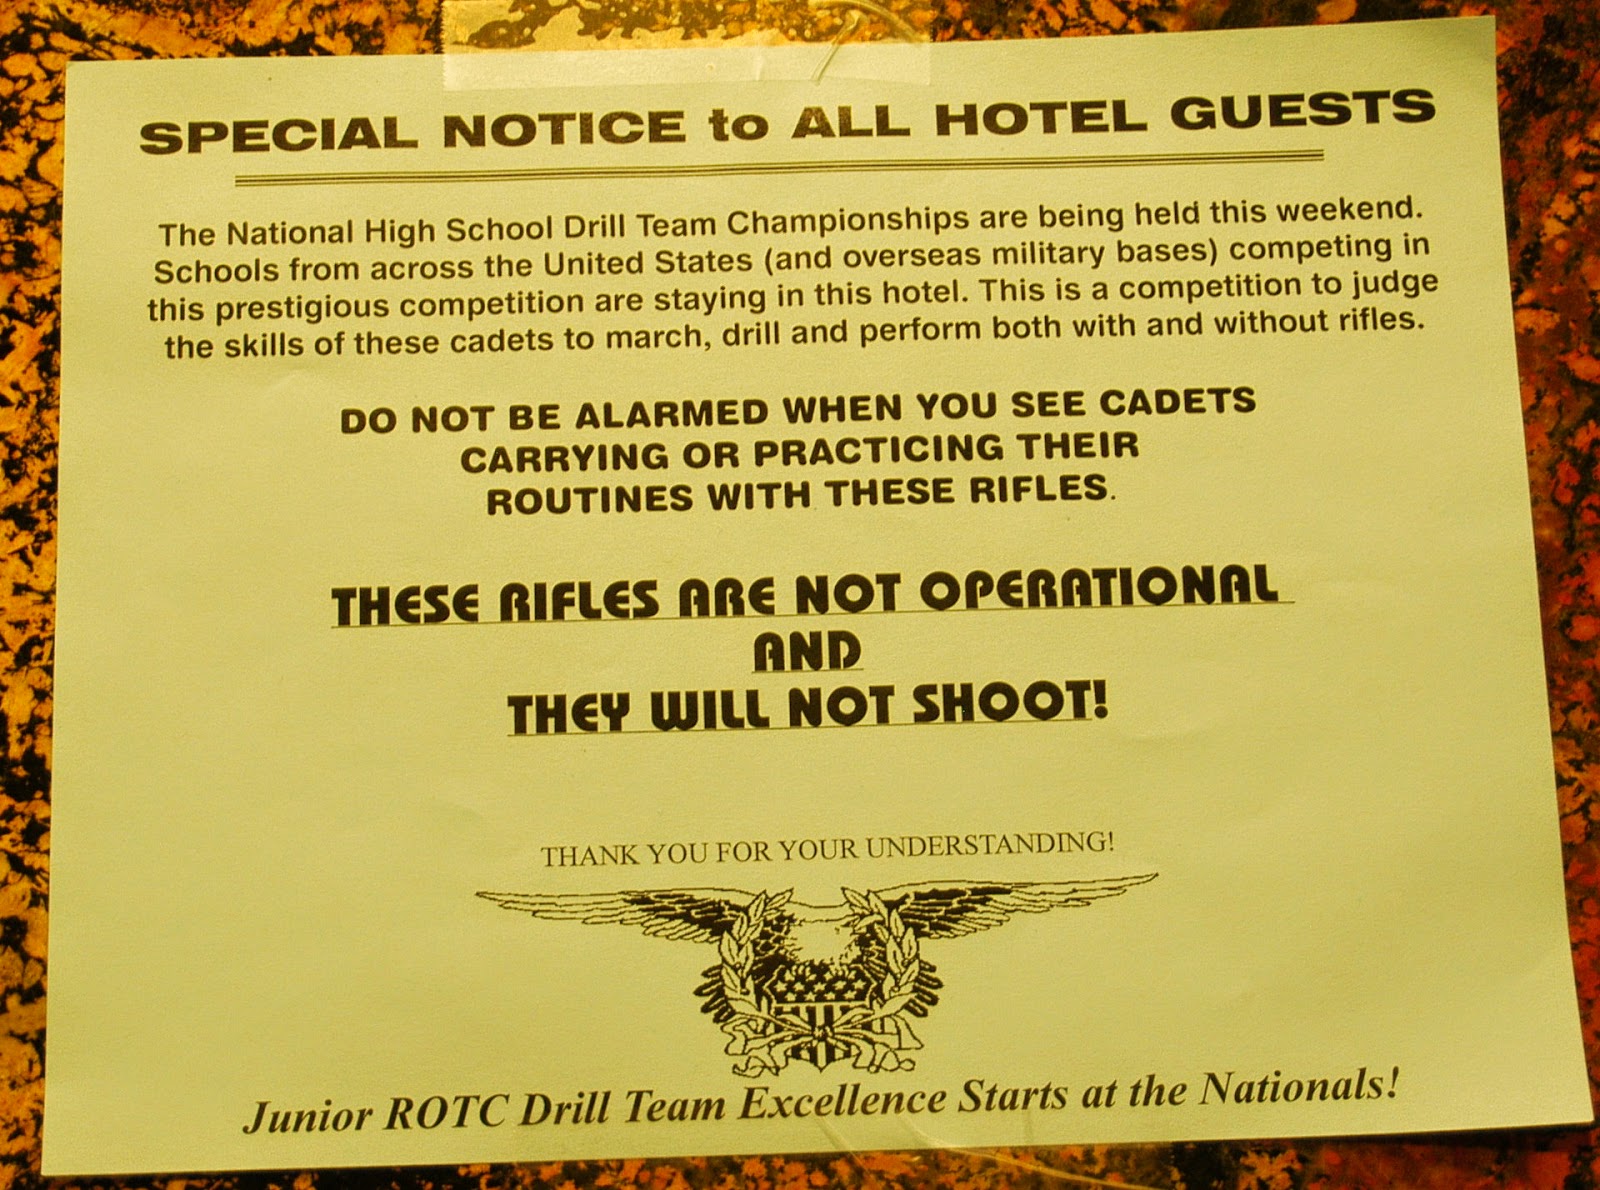 SPECIAL NOTICE to ALL HOTEL GUESTS
The National High School Drill Team Championships are being held this weekend.
Schools from across the United States (and overseas military bases) competing in
this prestigious competition are staying in this hotel. This is a competition to judge
the skills of these cadets to march, drill and perform both with and without rifles.
DO NOT BE ALARMED WHEN YOU SEE CADETS
CARRYING OR PRACTICING THEIR
ROUTINES WITH THESE RIFLES.
THESE RIFLES ARE NOT OPERATIONAL
AND
THEY WILL NOT SHOOT!
THANK YOU FOR YOUR UNDERSTANDING!
Junior ROTC Drill Team Excellence Starts at the Nationals!